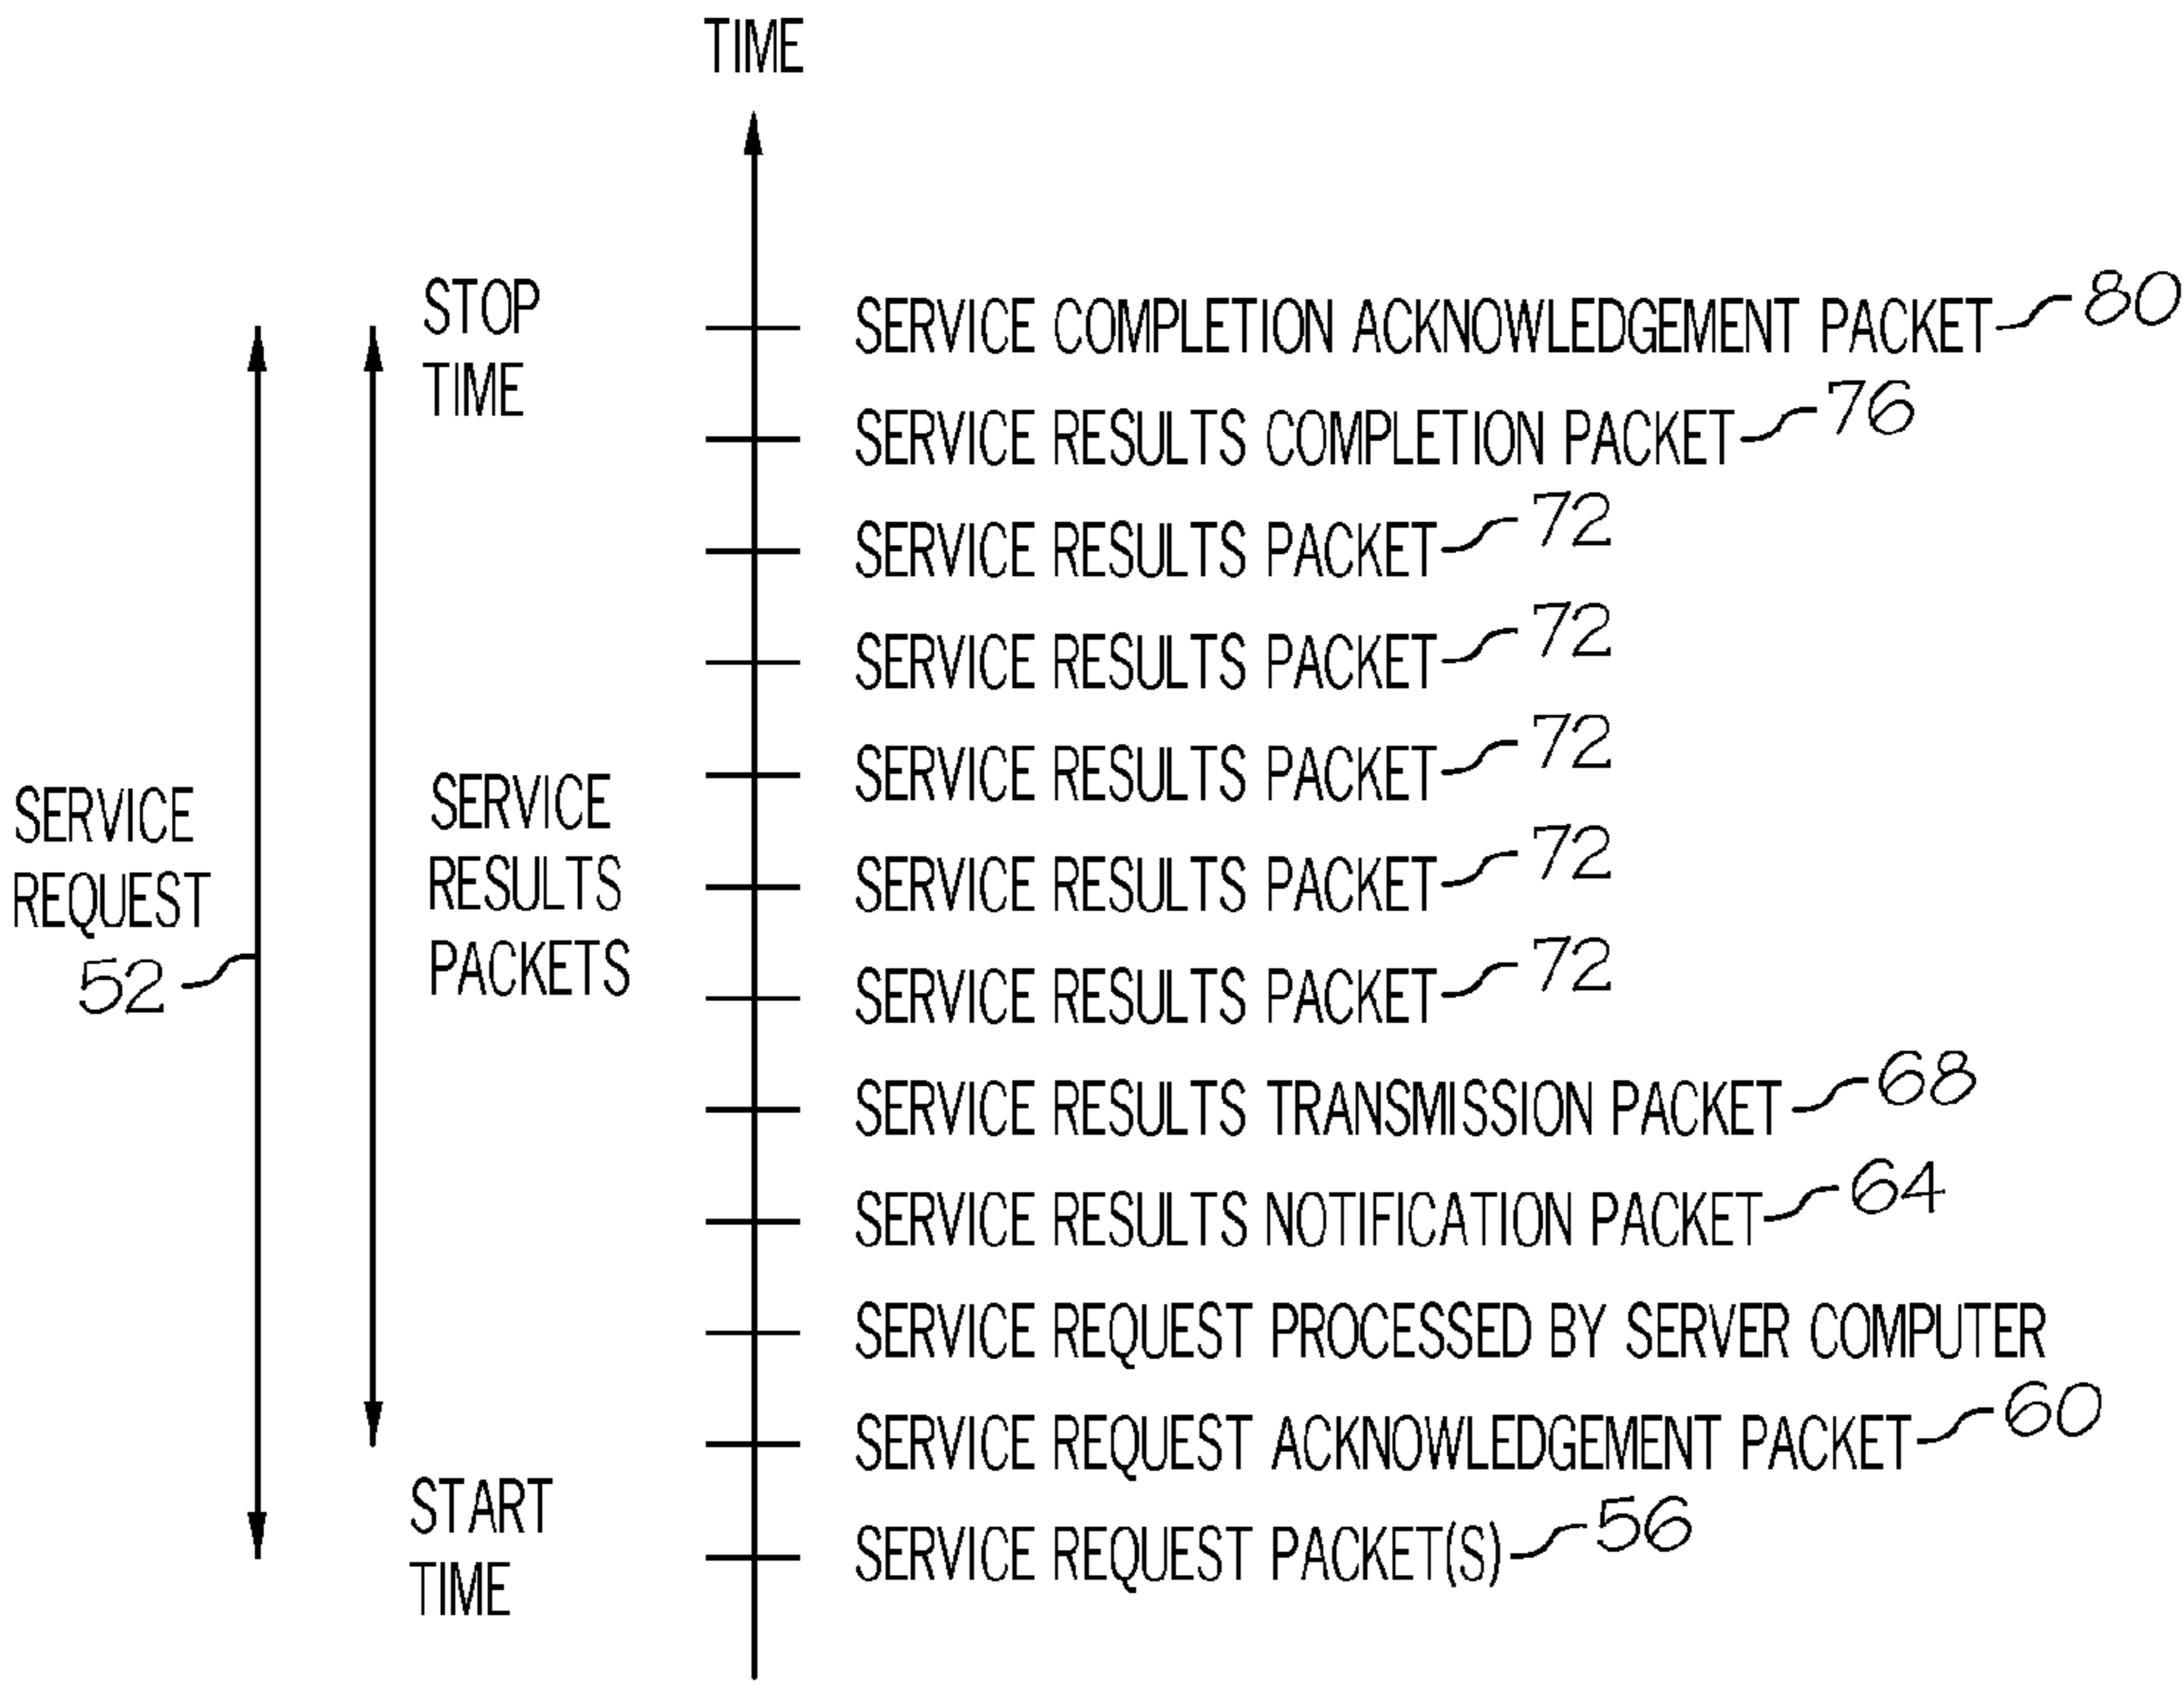 TIME
STOP
TIME
SERVICE
REQUEST
52
SERVICE
RESULTS
PACKETS
START
TIME
SERVICE COMPLETION ACKNOWLEDGEMENT PACKET 80
SERVICE RESULTS COMPLETION PACKET 76
SERVICE RESULTS PACKET 72
SERVICE RESULTS PACKET 72
SERVICE RESULTS PACKET 72
SERVICE RESULTS PACKET 72
SERVICE RESULTS PACKET 72
SERVICE RESULTS TRANSMISSION PACKET 68
SERVICE RESULTS NOTIFICATION PACKET 64
SERVICE REQUEST PROCESSED BY SERVER COMPUTER
SERVICE REQUEST ACKNOWLEDGEMENT PACKET 60
SERVICE REQUEST PACKET(S) 56